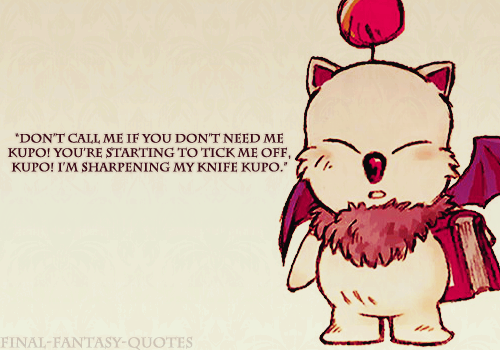 "DON'T CALL ME IF YOU DON'T NEED ME
KUPO! YOU'RE STARTING TO TICK ME OFF,
KUPO! I'M SHARPENING MY KNIFE KUPO."
FINAL-FANTASY-QUOTES